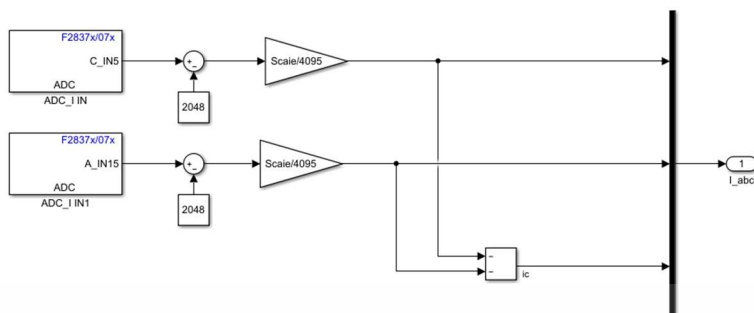 F2837x/07x
C_IN5
ADC
ADC_I IN
+
-
2048
Scaie/4095
F2837x/07x
A_IN15
ADC
ADC_I IN1
+
-
2048
Scaie/4095
1
I_abc
-
-
ic